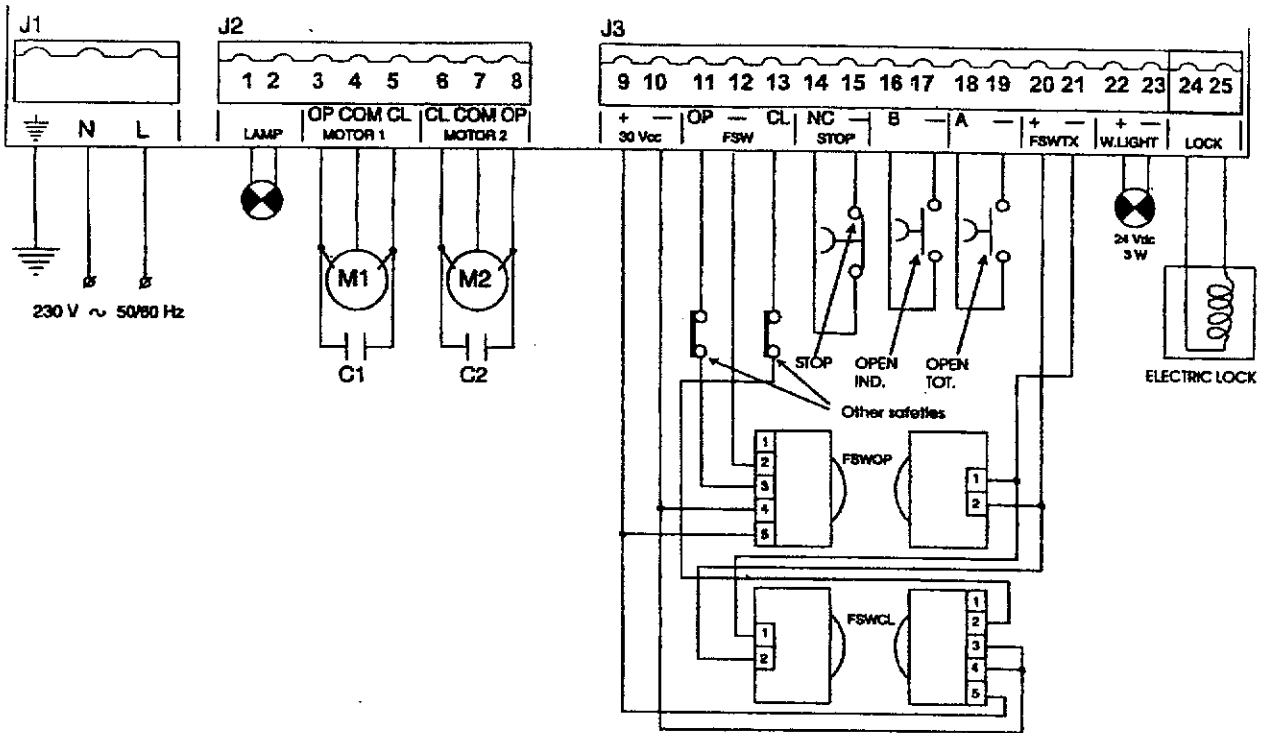 J1 J2 J3
1 2 3 4 5 6 7 8 9 10 11 12 13 14 15 16 17 18 19 20 21 22 23 24 25
N L LAMP OP COM CL CL COM OP + — OP — CL NC — B — A — + — + — LOCK
MOTOR 1 MOTOR 2 30 Vcc FSW STOP FSWTX W.LIGHT
M1 M2
24 Vdc
3 W
230 V ~ 50/60 Hz
C1 C2
STOP OPEN IND. OPEN TOT.
ELECTRIC LOCK
Other safeties
FSWOP
1
2
3
4
5
1
2
FSWCL
1
2
1
2
3
4
5